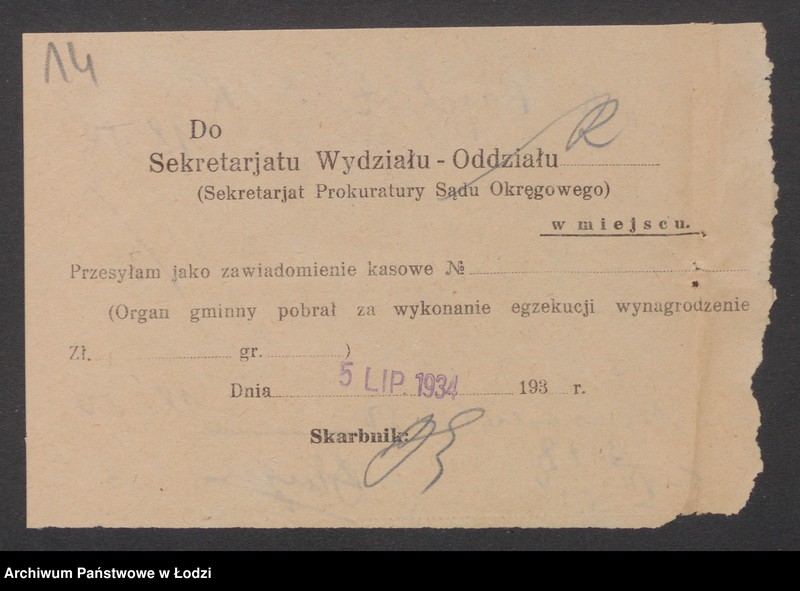 14
Do
Sekretarjatu Wydziału - Oddziału R
(Sekretarjat Prokuratury Sądu Okręgowego)
w miejscu.
Przesyłam jako zawiadomienie kasowe №
(Organ gminny pobrał za wykonanie egzekucji wynagrodzenie
Zł. gr. )
Dnia 5 LIP. 1934 193 r.
Skarbnik:
Archiwum Państwowe w Łodzi